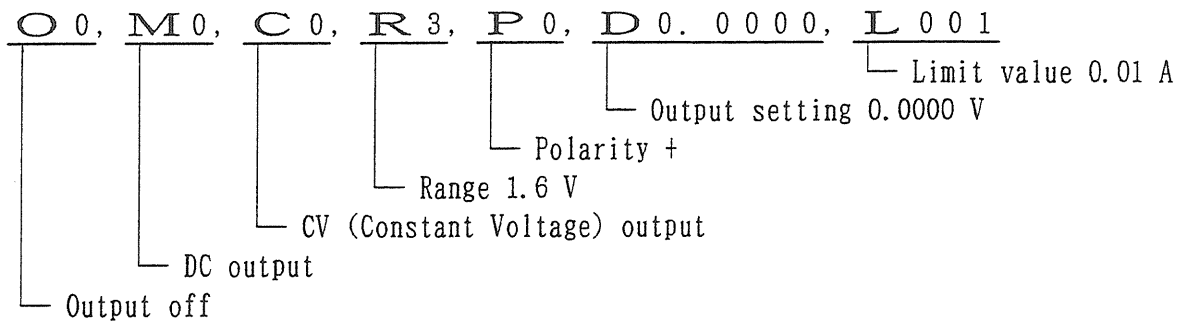 O0, M0, C0, R3, P0, D0.0000, L001
Limit value 0.01 A
Output setting 0.0000 V
Polarity +
Range 1.6 V
CV (Constant Voltage) output
DC output
Output off